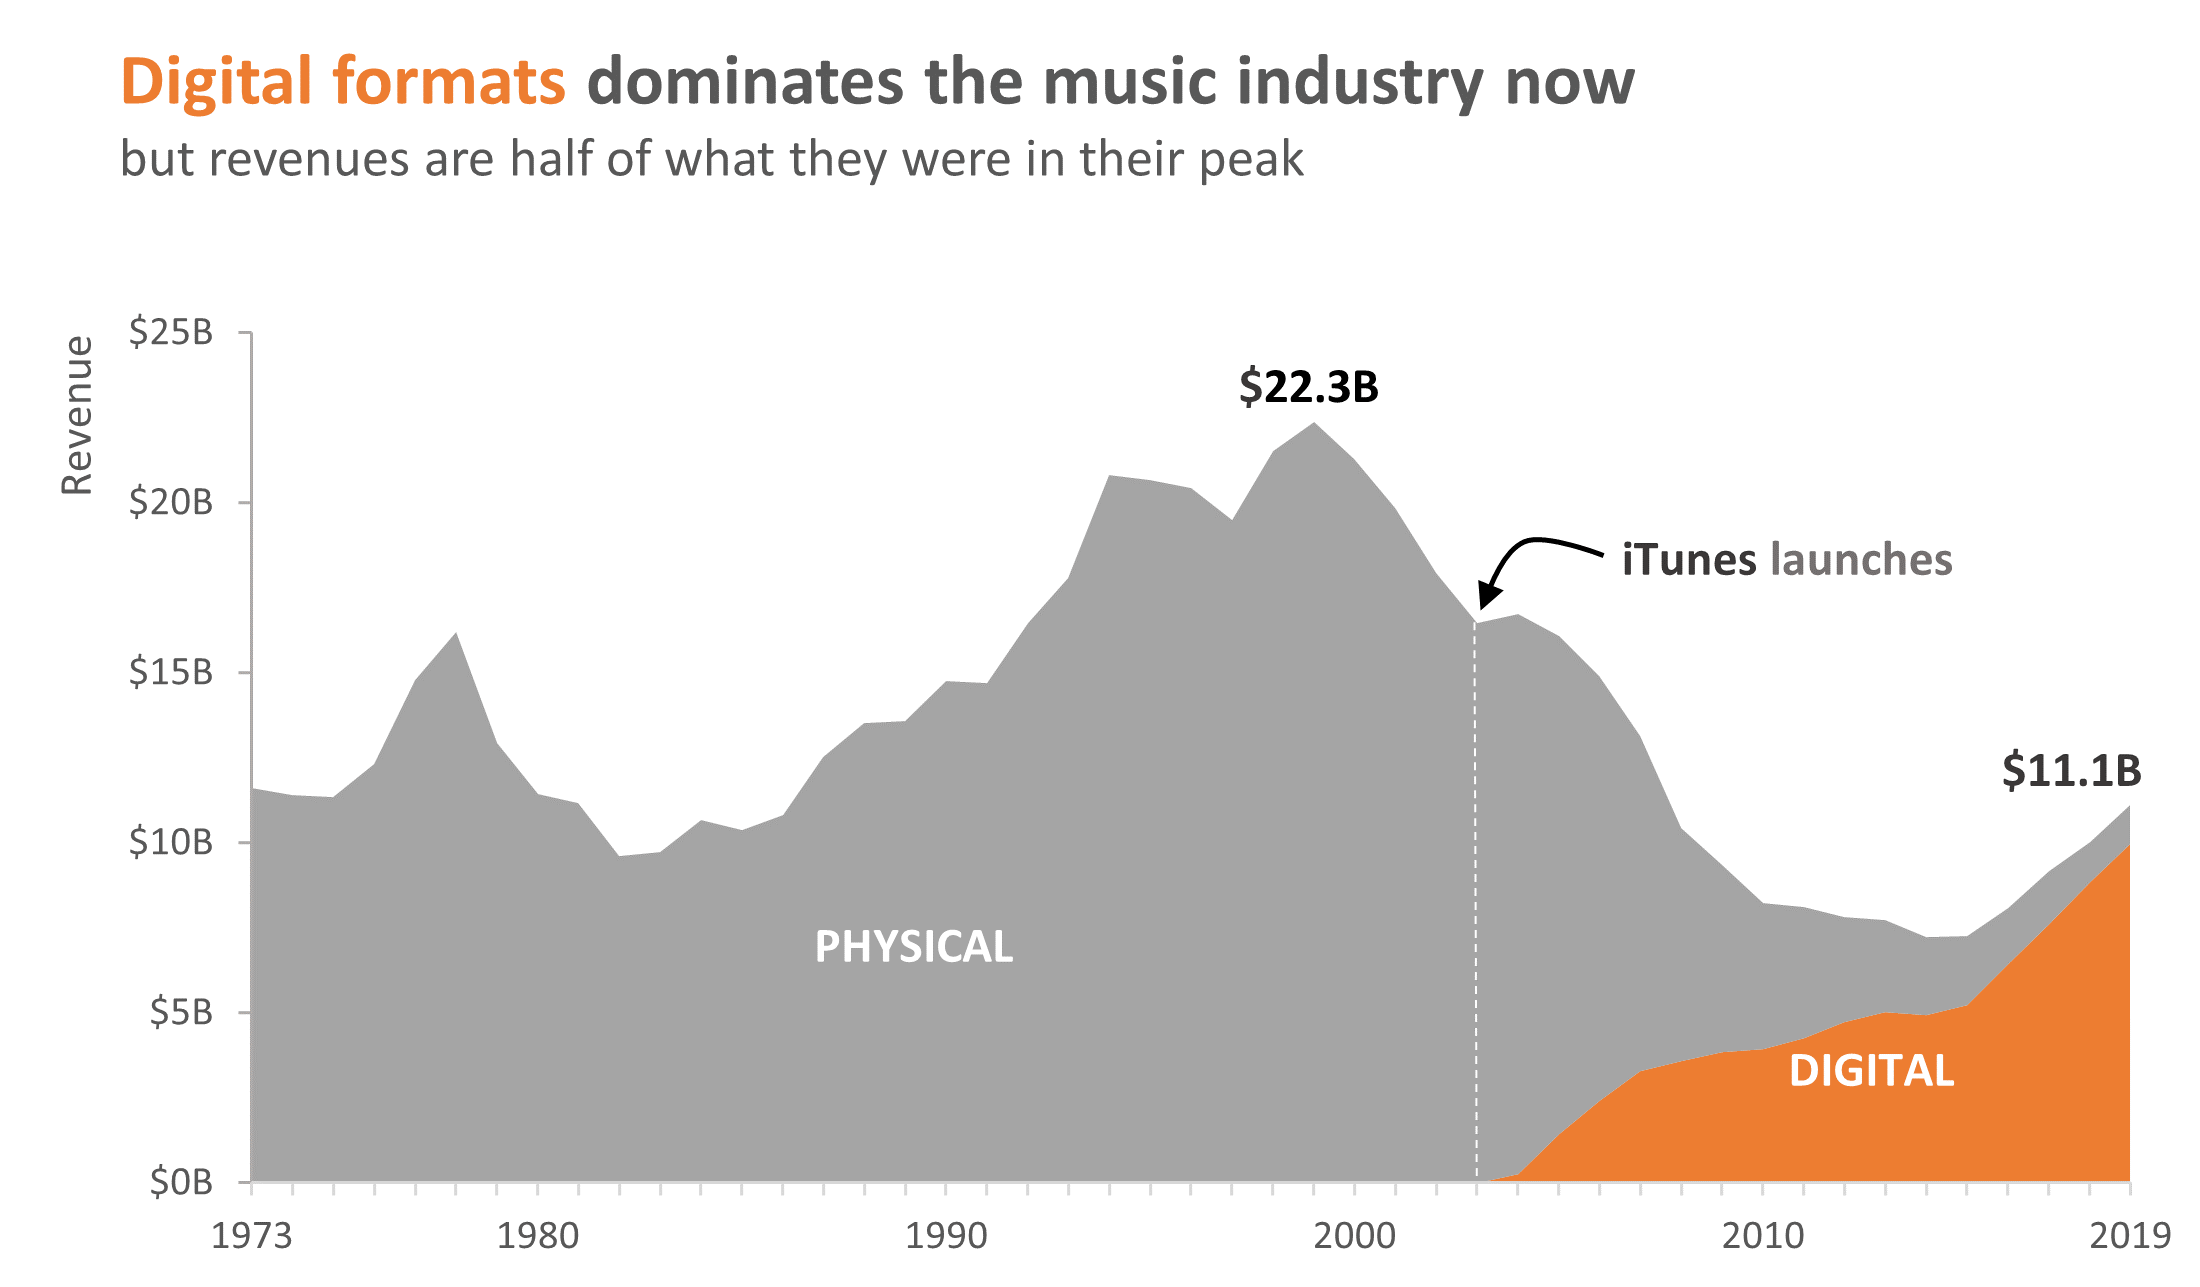 Digital formats dominates the music industry now
but revenues are half of what they were in their peak
Revenue
$25B
$20B
$15B
$10B
$5B
$0B
$22.3B
iTunes launches
$11.1B
PHYSICAL
DIGITAL
1973 1980 1990 2000 2010 2019